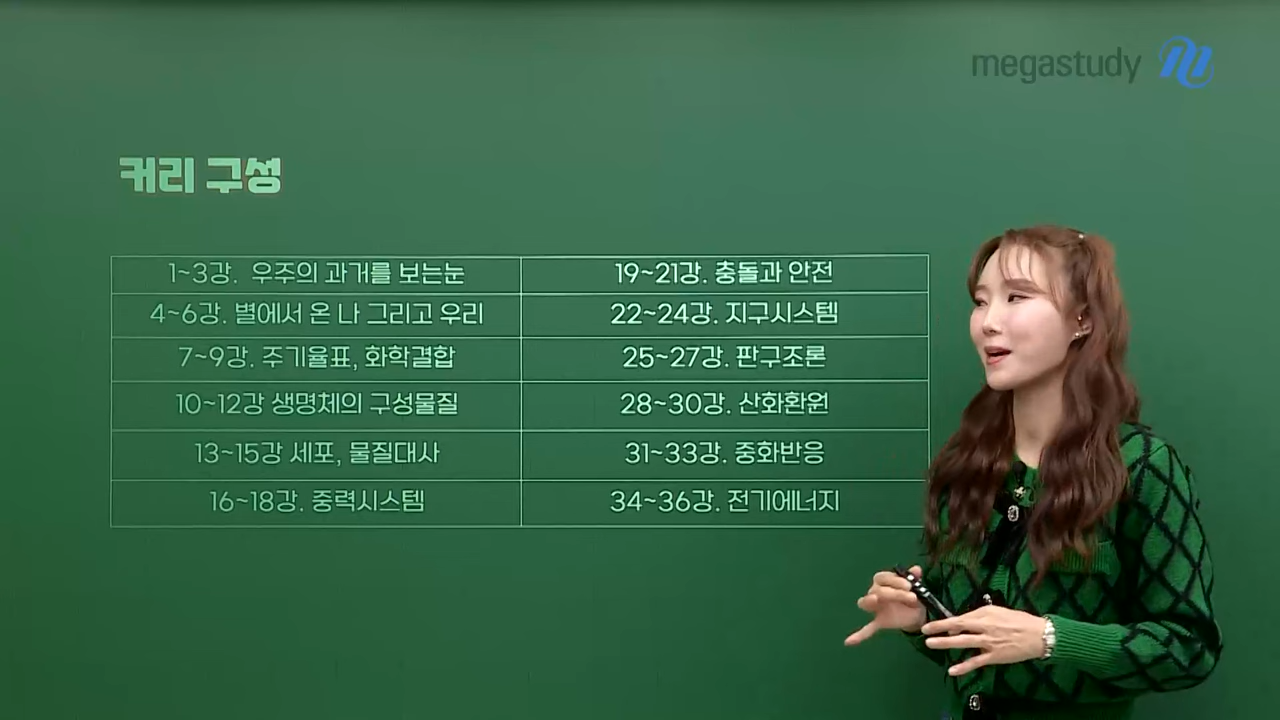 megastudy
커리 구성
1~3강. 우주의 과거를 보는눈
19~21강. 충돌과 안전
4~6강. 별에서 온 나 그리고 우리
22~24강. 지구시스템
7~9강. 주기율표, 화학결합
25~27강. 판구조론
10~12강 생명체의 구성물질
28~30강. 산화환원
13~15강 세포, 물질대사
31~33강. 중화반응
16~18강. 중력시스템
34~36강. 전기에너지